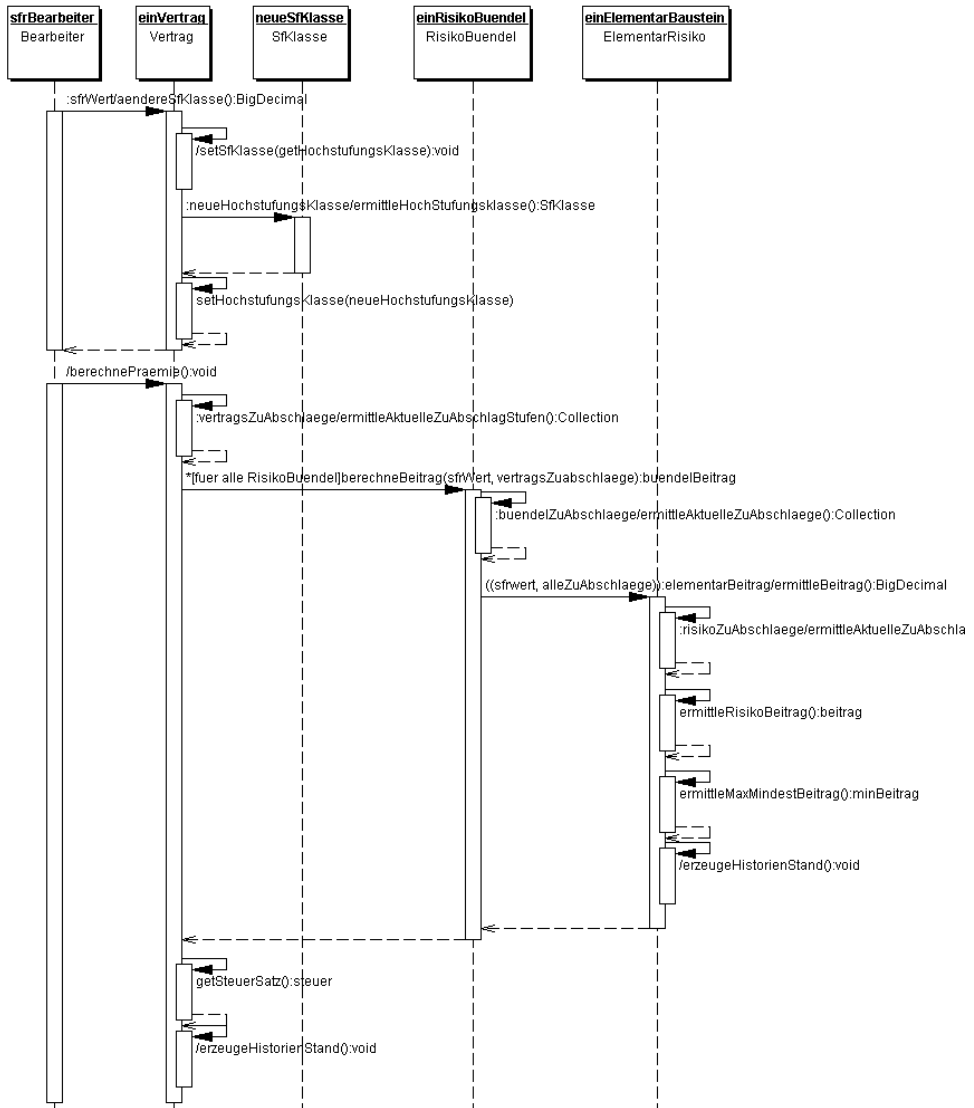 sfrBearbeiter
Bearbeiter
einVertrag
Vertrag
neueSfKlasse
SfKlasse
einRisikoBuendel
RisikoBuendel
einElementarBaustein
ElementarRisiko
:sfrWert/aendereSfKlasse():BigDecimal
/setSfKlasse(getHochstufungsKlasse):void
:neueHochstufungsKlasse/ermittleHochStufungsklasse():SfKlasse
setHochstufungsKlasse(neueHochstufungsKlasse)
/berechnePraemie():void
:vertragsZuAbschlaege/ermittleAktuelleZuAbschlagStufen():Collection
*[fuer alle RisikoBuendel]berechneBeitrag(sfrWert, vertragsZuabschlaege):buendelBeitrag
:buendelZuAbschlaege/ermittleAktuelleZuAbschlaege():Collection
((sfrwert, alleZuAbschlaege)):elementarBeitrag/ermittleBeitrag():BigDecimal
:risikoZuAbschlaege/ermittleAktuelleZuAbschla
ermittleRisikoBeitrag():beitrag
ermittleMaxMindestBeitrag():minBeitrag
/erzeugeHistorienStand():void
getSteuerSatz():steuer
/erzeugeHistorienStand():void